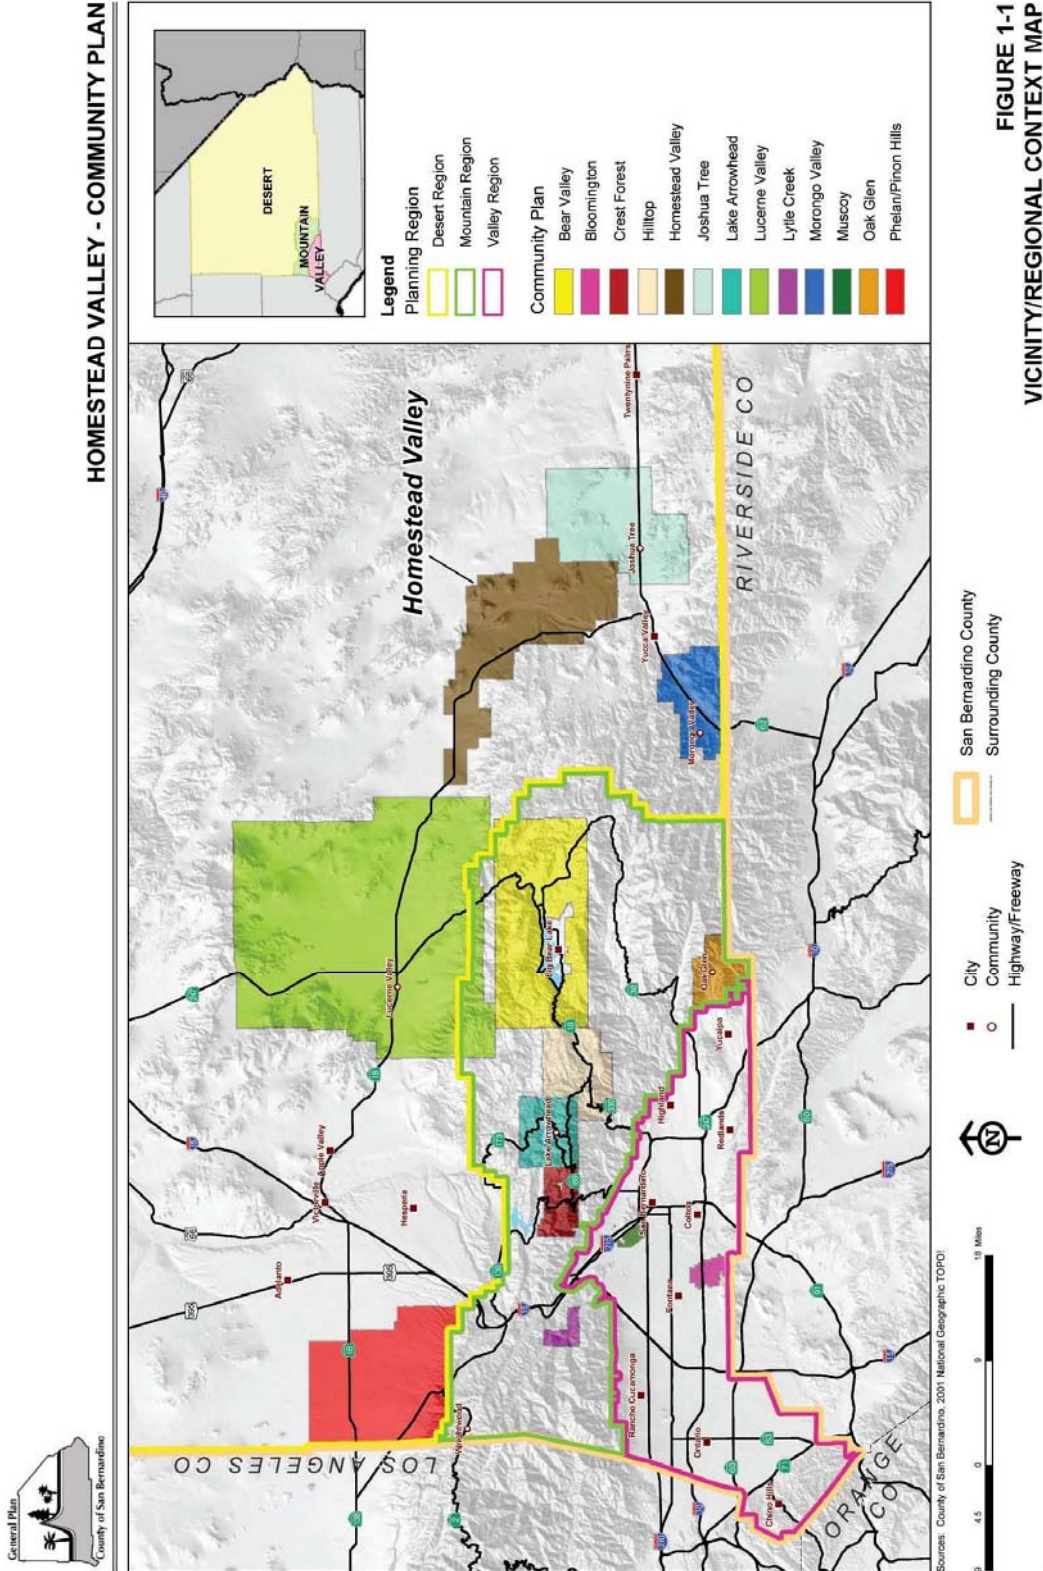 General Plan
County of San Bernardino
HOMESTEAD VALLEY - COMMUNITY PLAN
DESERT
MOUNTAIN
VALLEY
Legend
Planning Region
Desert Region
Mountain Region
Valley Region
Community Plan
Bear Valley
Bloomington
Crest Forest
Hilltop
Homestead Valley
Joshua Tree
Lake Arrowhead
Lucerne Valley
Lytle Creek
Morongo Valley
Muscoy
Oak Glen
Phelan/Pinon Hills
Homestead Valley
LOS ANGELES CO
RIVERSIDE CO
ORANGE CO
Adelanto
Victorville
Apple Valley
Hesperia
Lucerne Valley
Wrightwood
Lake Arrowhead
Big Bear Lake
Twentynine Palms
Joshua Tree
Yucca Valley
Morongo Valley
Oak Glen
Yucaipa
Highland
Redlands
San Bernardino
Colton
Fontana
Rancho Cucamonga
Ontario
Chino Hills
395
395
18
18
Sources: County of San Bernardino, 2001 National Geographic TOPO!
9
4.5
0
9
18 Miles
N
City
Community
Highway/Freeway
San Bernardino County
Surrounding County
FIGURE 1-1
VICINITY/REGIONAL CONTEXT MAP